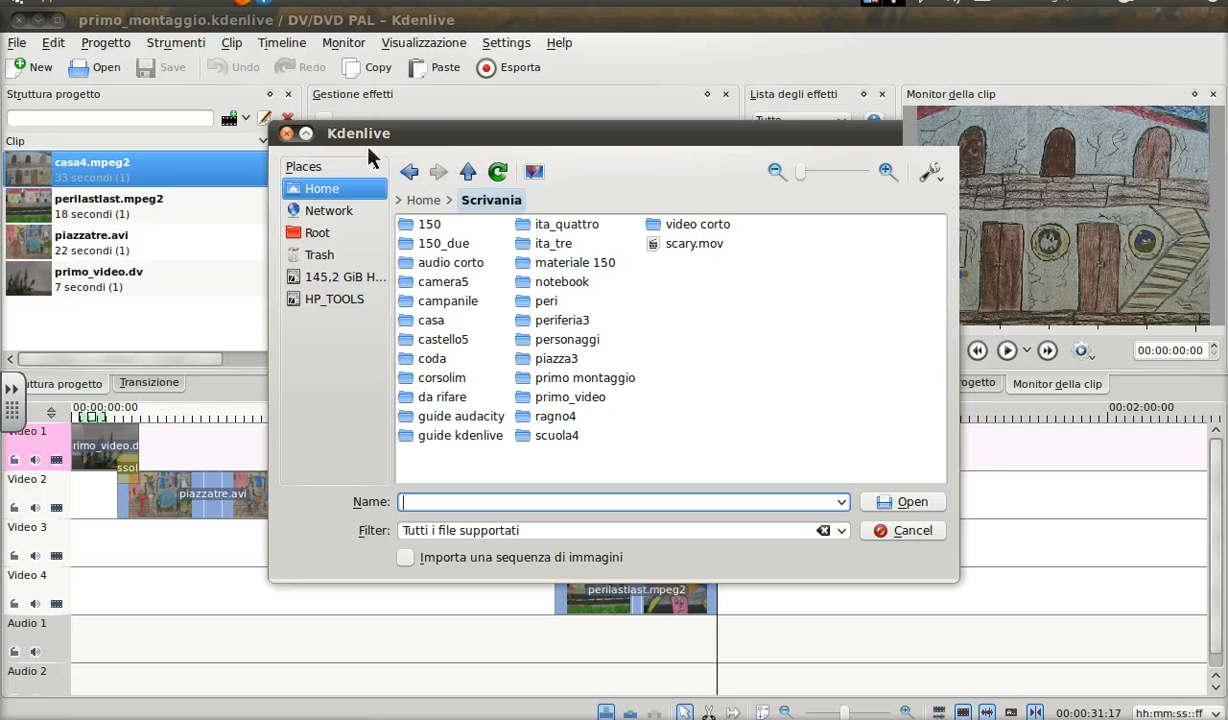 primo_montaggio.kdenlive / DV/DVD PAL – Kdenlive
File Edit Progetto Strumenti Clip Timeline Monitor Visualizzazione Settings Help
New Open Save Undo Redo Copy Paste Esporta
Struttura progetto Gestione effetti Lista degli effetti Monitor della clip
Tutte
Clip
casa4.mpeg2
33 secondi (1)
perilastlast.mpeg2
18 secondi (1)
piazzatre.avi
22 secondi (1)
primo_video.dv
7 secondi (1)
Kdenlive
Places
Home
Network
Root
Trash
145,2 GiB H...
HP_TOOLS
> Home > Scrivania
150
150_due
audio corto
camera5
campanile
casa
castello5
coda
corsolim
da rifare
guide audacity
guide kdenlive
ita_quattro
ita_tre
materiale 150
notebook
peri
periferia3
personaggi
piazza3
primo montaggio
primo_video
ragno4
scuola4
video corto
scary.mov
Name: Open
Filter: Tutti i file supportati Cancel
Importa una sequenza di immagini
00:00:00:00
uttura progetto Transizione ogetto Monitor della clip
00:00:00:00 00:02:00:00
ideo 1
rimo_video.d
ssol
Video 2
piazzatre.avi
Video 3
Video 4
perilastlast.mpeg2
Audio 1
Audio 2
00:00:31:17 hh:mm:ss::ff